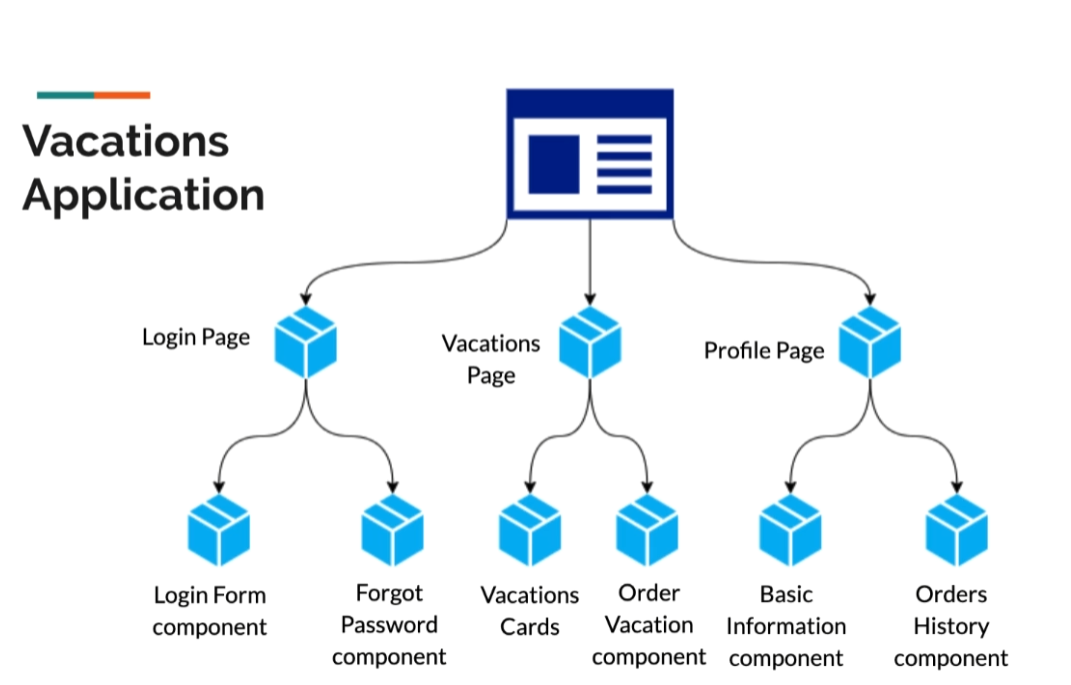 Vacations
Application
Login Page
Vacations
Page
Profile Page
Login Form
component
Forgot
Password
component
Vacations
Cards
Order
Vacation
component
Basic
Information
component
Orders
History
component